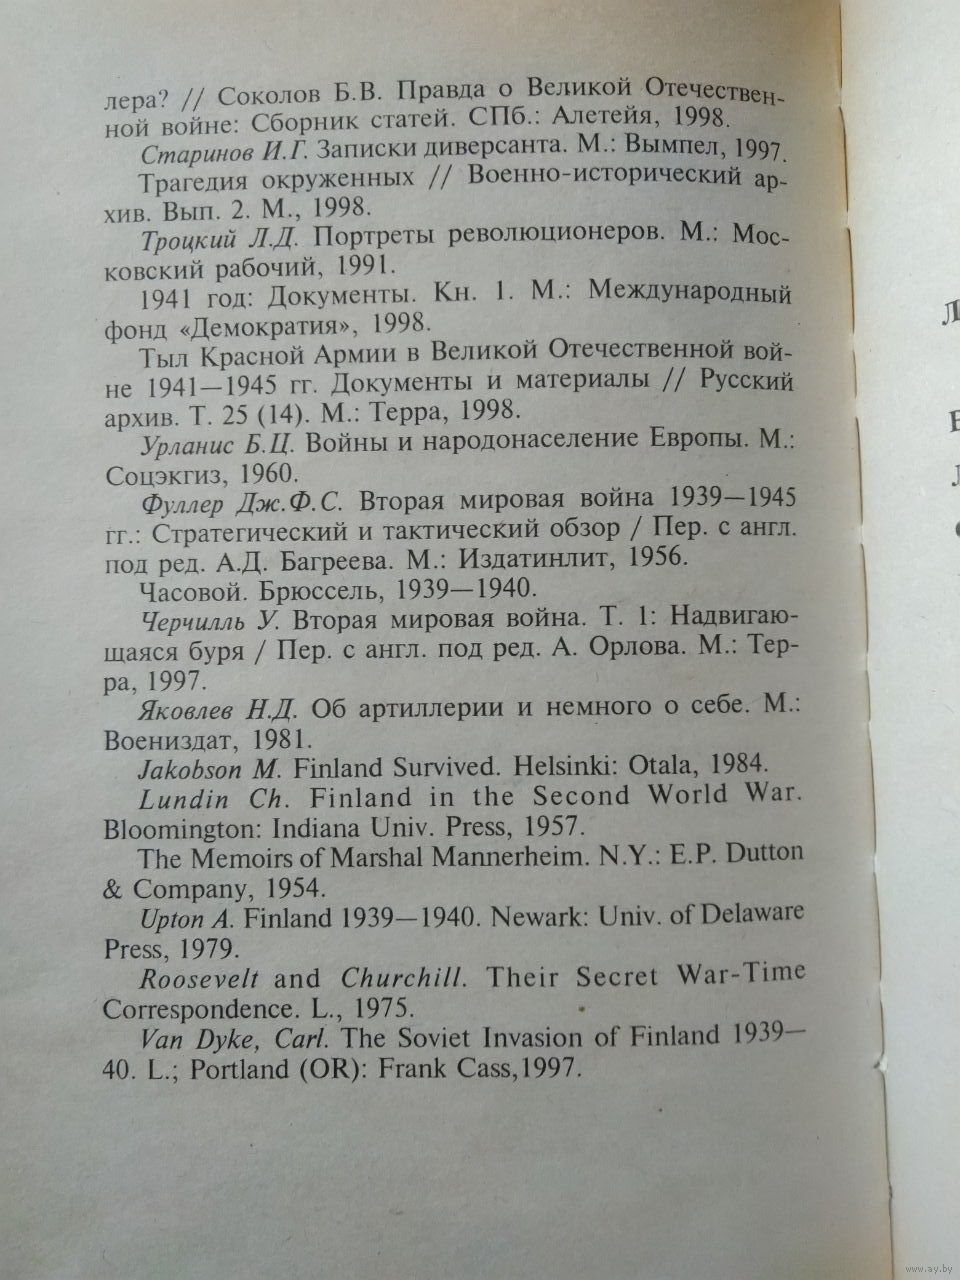 лера? // Соколов Б.В. Правда о Великой Отечествен-
ной войне: Сборник статей. СПб.: Алетейя, 1998.
Старинов И.Г. Записки диверсанта. М.: Вымпел, 1997.
Трагедия окруженных // Военно-исторический ар-
хив. Вып. 2. М., 1998.
Троцкий Л.Д. Портреты революционеров. М.: Мос-
ковский рабочий, 1991.
1941 год: Документы. Кн. 1. М.: Международный
фонд «Демократия», 1998.
Тыл Красной Армии в Великой Отечественной вой-
не 1941—1945 гг. Документы и материалы // Русский
архив. Т. 25 (14). М.: Терра, 1998.
Урланис Б.Ц. Войны и народонаселение Европы. М.:
Соцэкгиз, 1960.
Фуллер Дж.Ф.С. Вторая мировая война 1939—1945
гг.: Стратегический и тактический обзор / Пер. с англ.
под ред. А.Д. Багреева. М.: Издатинлит, 1956.
Часовой. Брюссель, 1939—1940.
Черчилль У. Вторая мировая война. Т. 1: Надвигаю-
щаяся буря / Пер. с англ. под ред. А. Орлова. М.: Тер-
ра, 1997.
Яковлев Н.Д. Об артиллерии и немного о себе. М.:
Воениздат, 1981.
Jakobson M. Finland Survived. Helsinki: Otala, 1984.
Lundin Ch. Finland in the Second World War.
Bloomington: Indiana Univ. Press, 1957.
The Memoirs of Marshal Mannerheim. N.Y.: E.P. Dutton
& Company, 1954.
Upton A. Finland 1939—1940. Newark: Univ. of Delaware
Press, 1979.
Roosevelt and Churchill. Their Secret War-Time
Correspondence. L., 1975.
Van Dyke, Carl. The Soviet Invasion of Finland 1939—
40. L.; Portland (OR): Frank Cass,1997.
www.ay.by